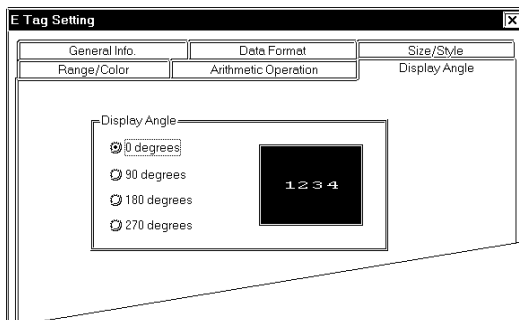 E Tag Setting
General Info. Data Format Size/Style
Range/Color Arithmetic Operation Display Angle
Display Angle
0 degrees
90 degrees
180 degrees
270 degrees
1234